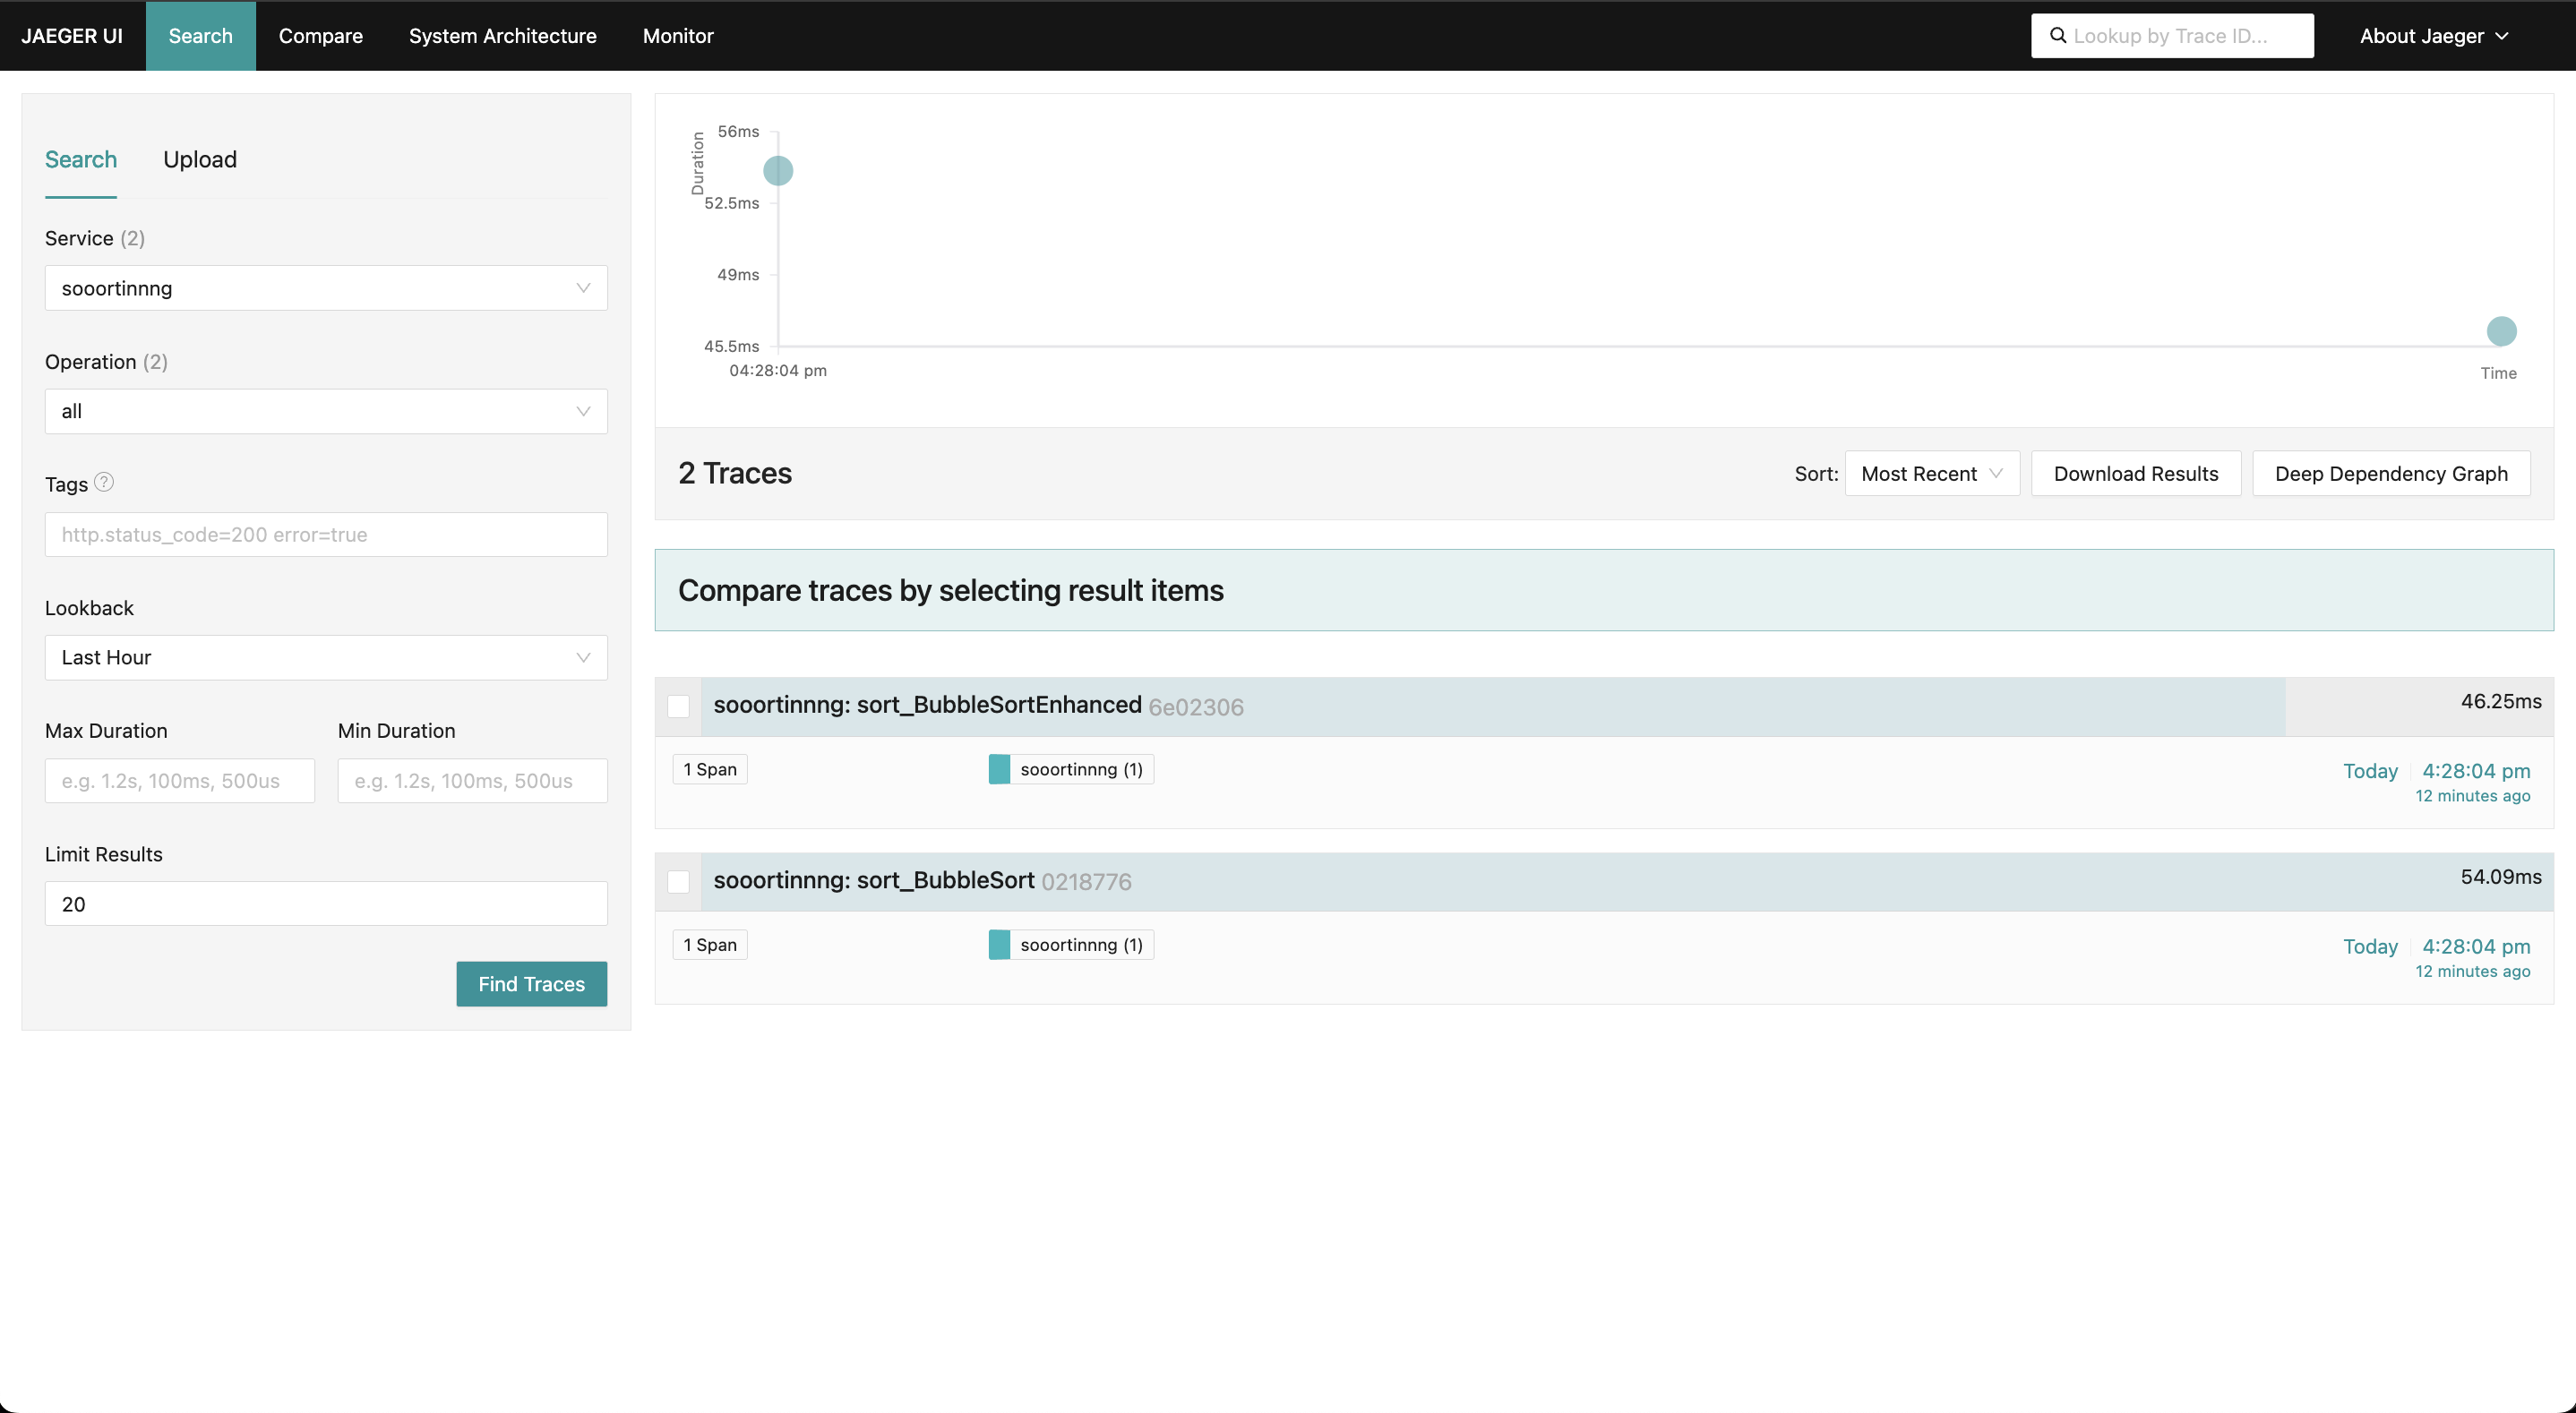 JAEGER UI Search Compare System Architecture Monitor Lookup by Trace ID... About Jaeger
Search Upload
Service (2)
sooortinnng
Operation (2)
all
Tags ?
http.status_code=200 error=true
Lookback
Last Hour
Max Duration Min Duration
e.g. 1.2s, 100ms, 500us e.g. 1.2s, 100ms, 500us
Limit Results
20
Find Traces
Duration
56ms
52.5ms
49ms
45.5ms
04:28:04 pm
Time
2 Traces Sort: Most Recent Download Results Deep Dependency Graph
Compare traces by selecting result items
sooortinnng: sort_BubbleSortEnhanced 6e02306 46.25ms
1 Span sooortinnng (1) Today 4:28:04 pm
12 minutes ago
sooortinnng: sort_BubbleSort 0218776 54.09ms
1 Span sooortinnng (1) Today 4:28:04 pm
12 minutes ago